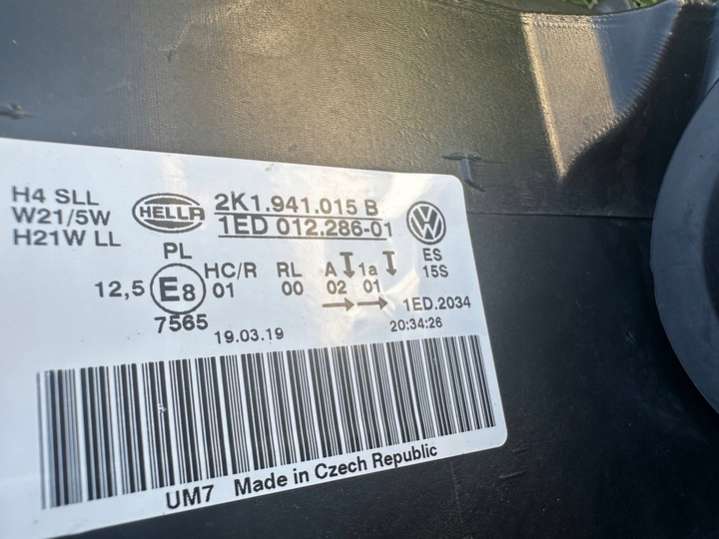 H4 SLL
W21/5W
H21W LL
HELLA
2K1.941.015 B
1ED 012.286-01
VW
PL
12,5 E8
7565
HC/R RL A 1a
01 00 02 01
ES
15S
1ED.2034
19.03.19
20:34:26
UM7 Made in Czech Republic